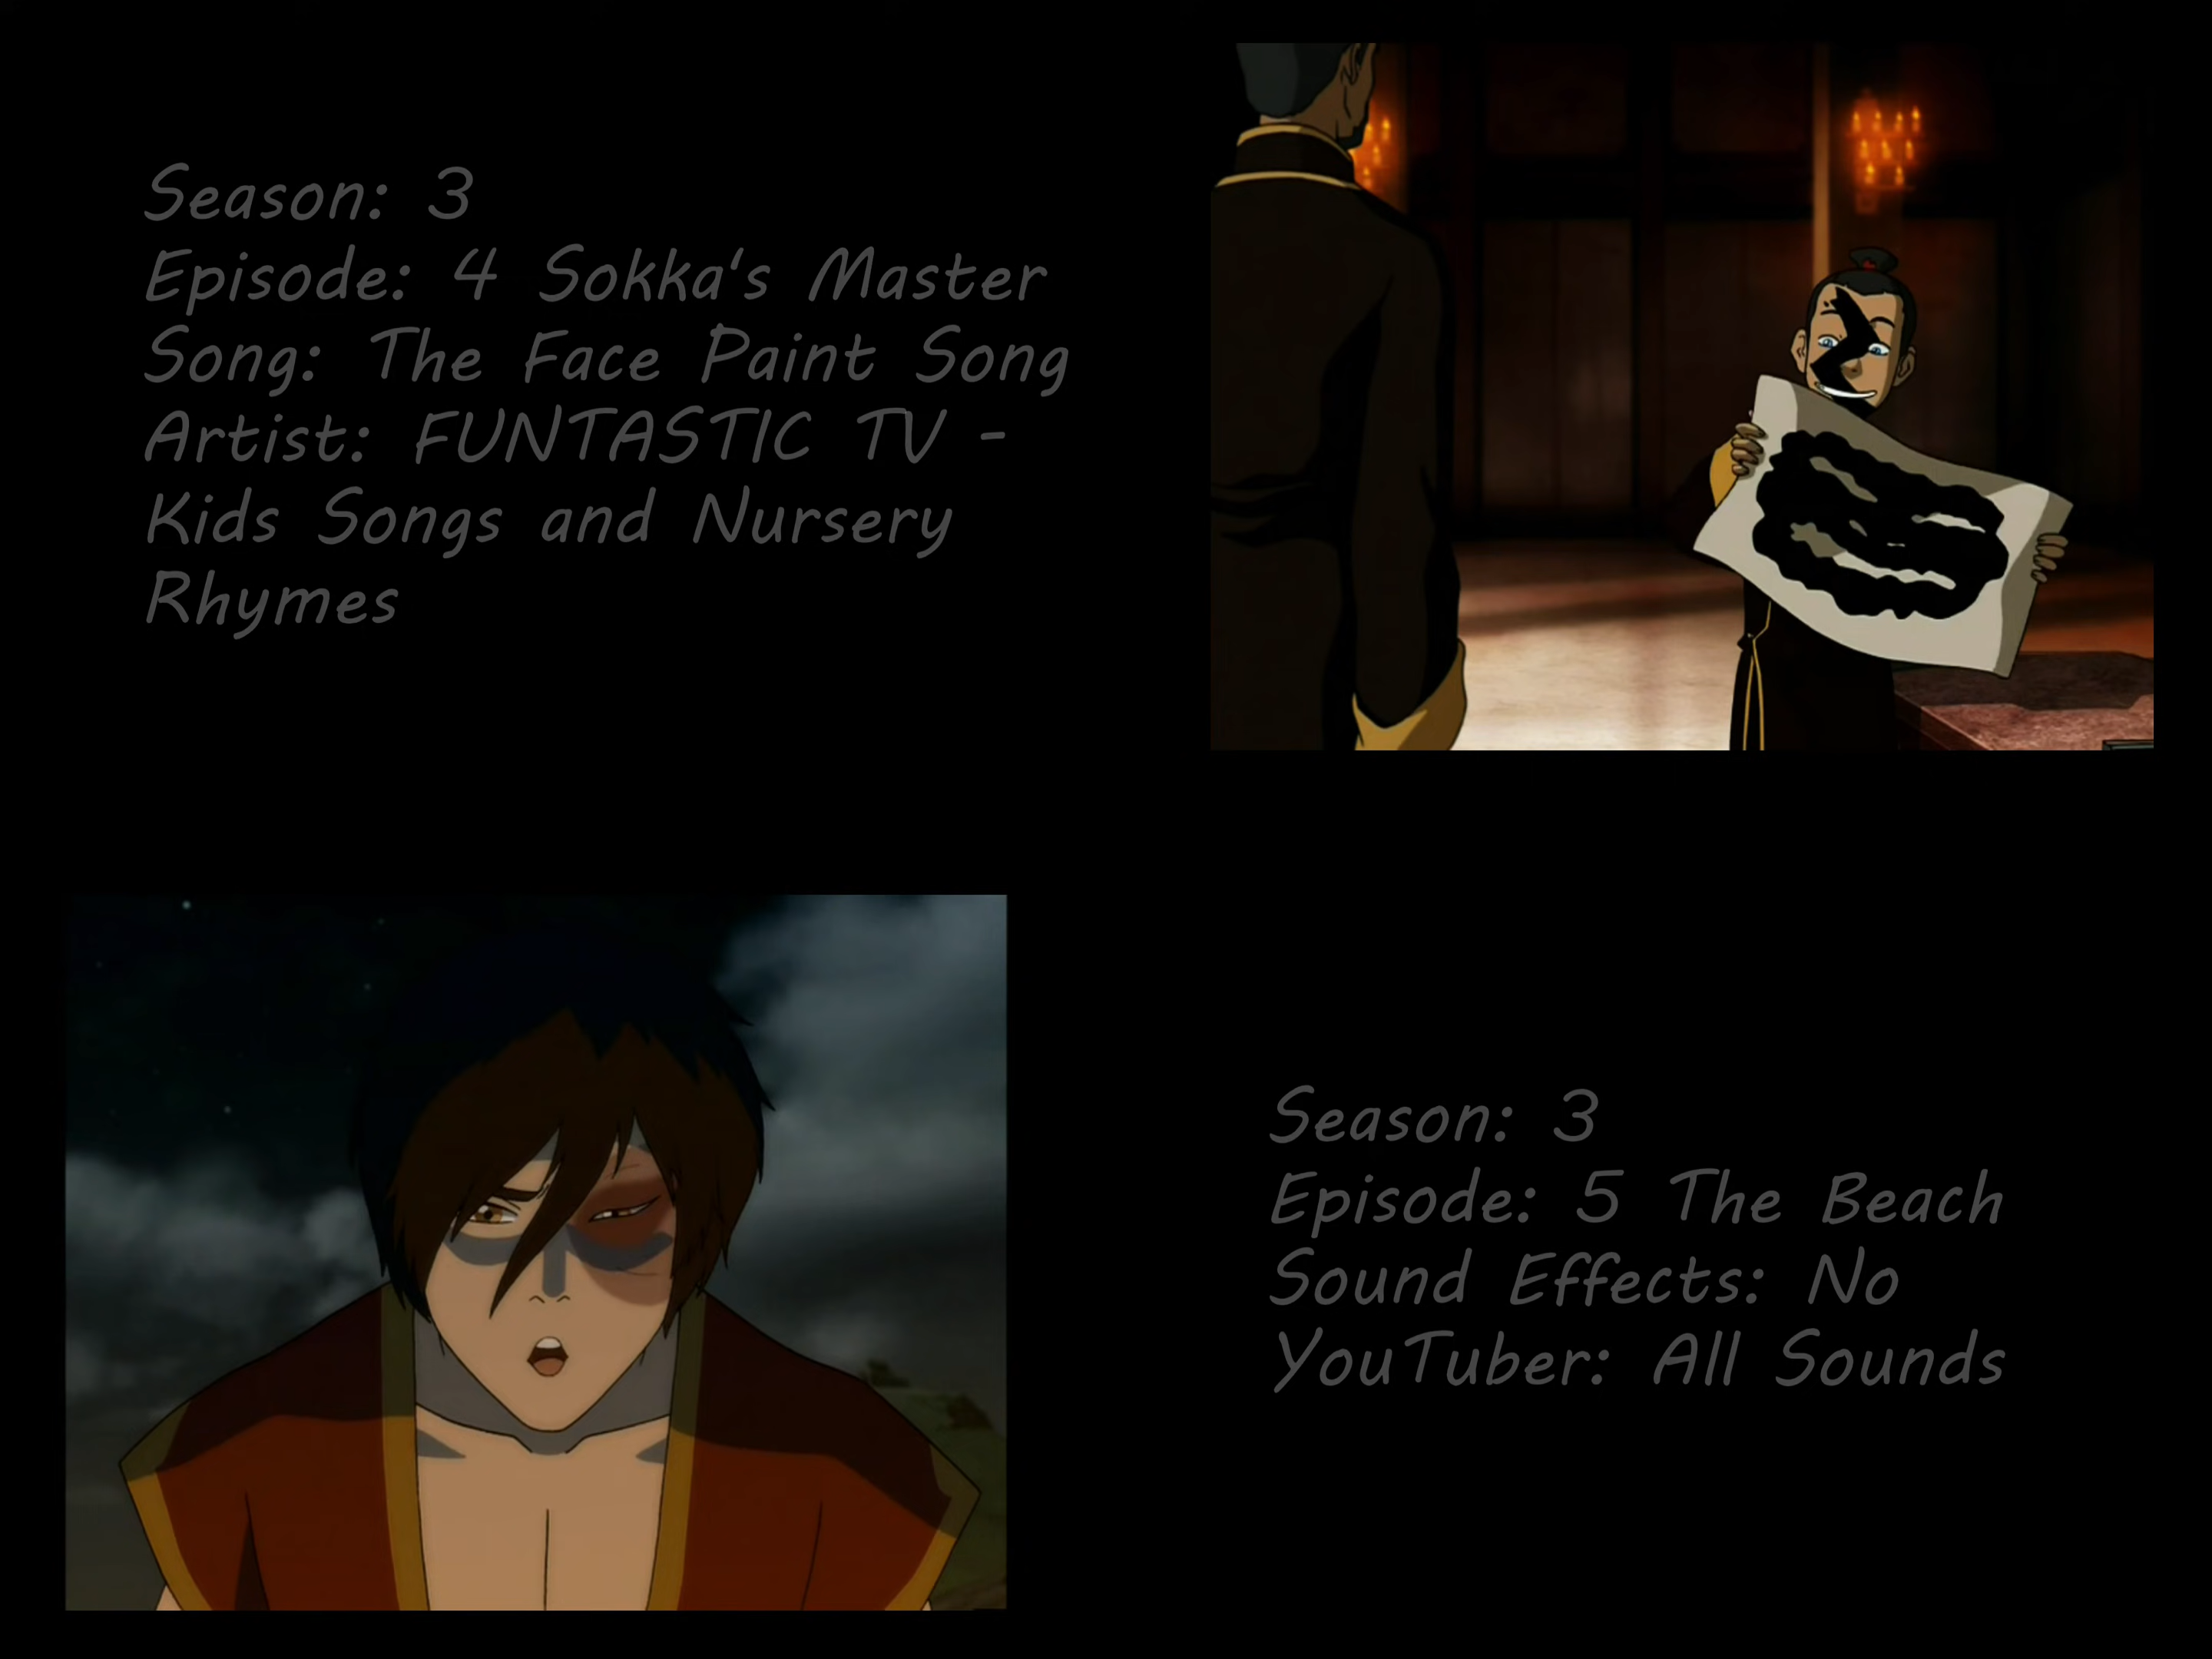 Season: 3
Episode: 4 Sokka's Master
Song: The Face Paint Song
Artist: FUNTASTIC TV -
Kids Songs and Nursery
Rhymes
Season: 3
Episode: 5 The Beach
Sound Effects: No
YouTuber: All Sounds